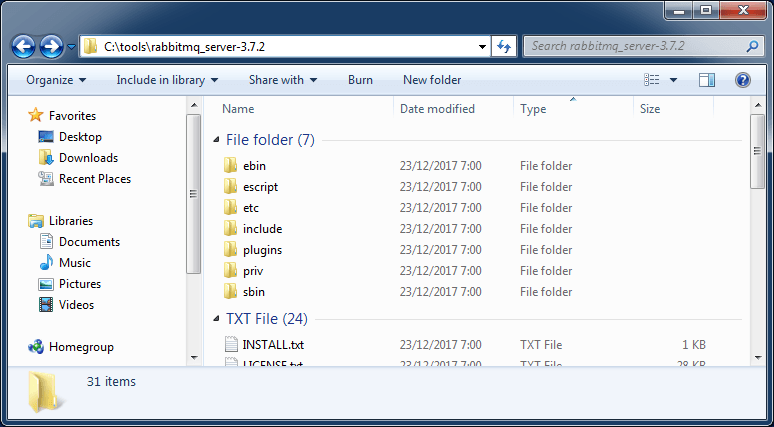 C:\tools\rabbitmq_server-3.7.2
Search rabbitmq_server-3.7.2
Organize Include in library Share with Burn New folder
Favorites
Desktop
Downloads
Recent Places
Libraries
Documents
Music
Pictures
Videos
Homegroup
Name Date modified Type Size
File folder (7)
ebin 23/12/2017 7:00 File folder
escript 23/12/2017 7:00 File folder
etc 23/12/2017 7:00 File folder
include 23/12/2017 7:00 File folder
plugins 23/12/2017 7:00 File folder
priv 23/12/2017 7:00 File folder
sbin 23/12/2017 7:00 File folder
TXT File (24)
INSTALL.txt 23/12/2017 7:00 TXT File 1 KB
LICENSE.txt 23/12/2017 7:00 TXT File 28 KB
31 items